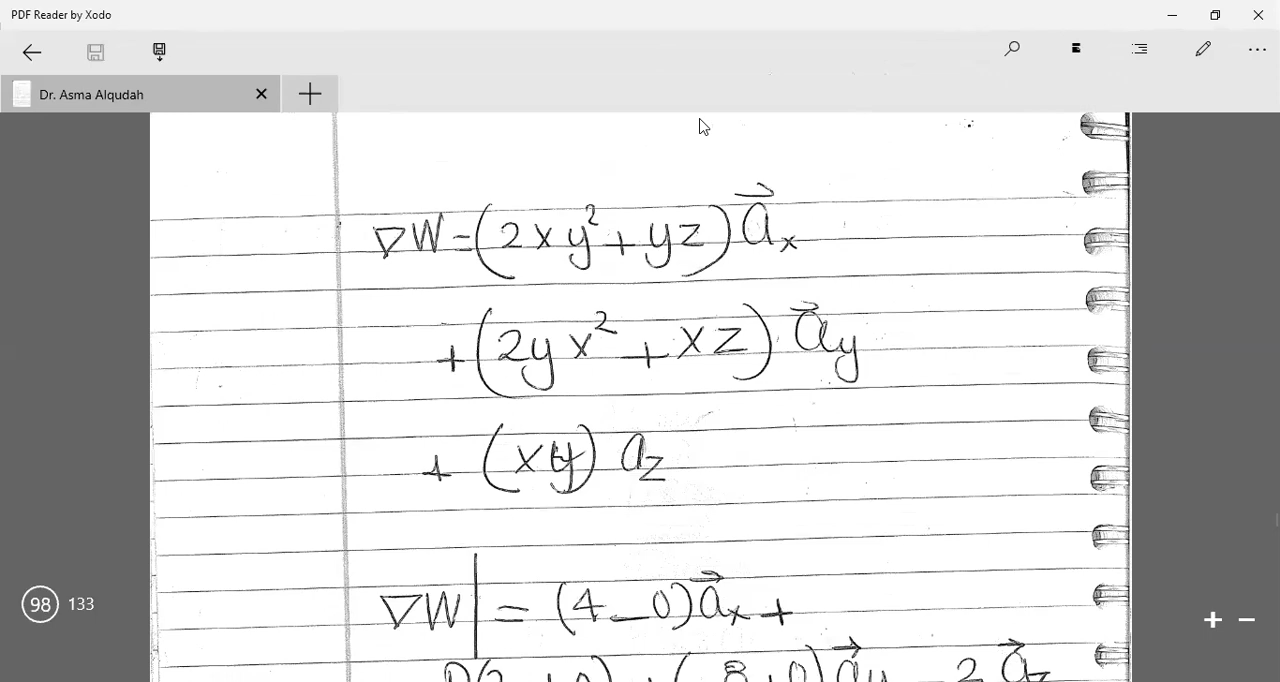 PDF Reader by Xodo
Dr. Asma Alqudah
∇W = (2xy² + yz) a⃗x
+ (2yx² + xz) a⃗y
+ (xy) az
∇W| = (4 _ 0) a⃗x +
98 133